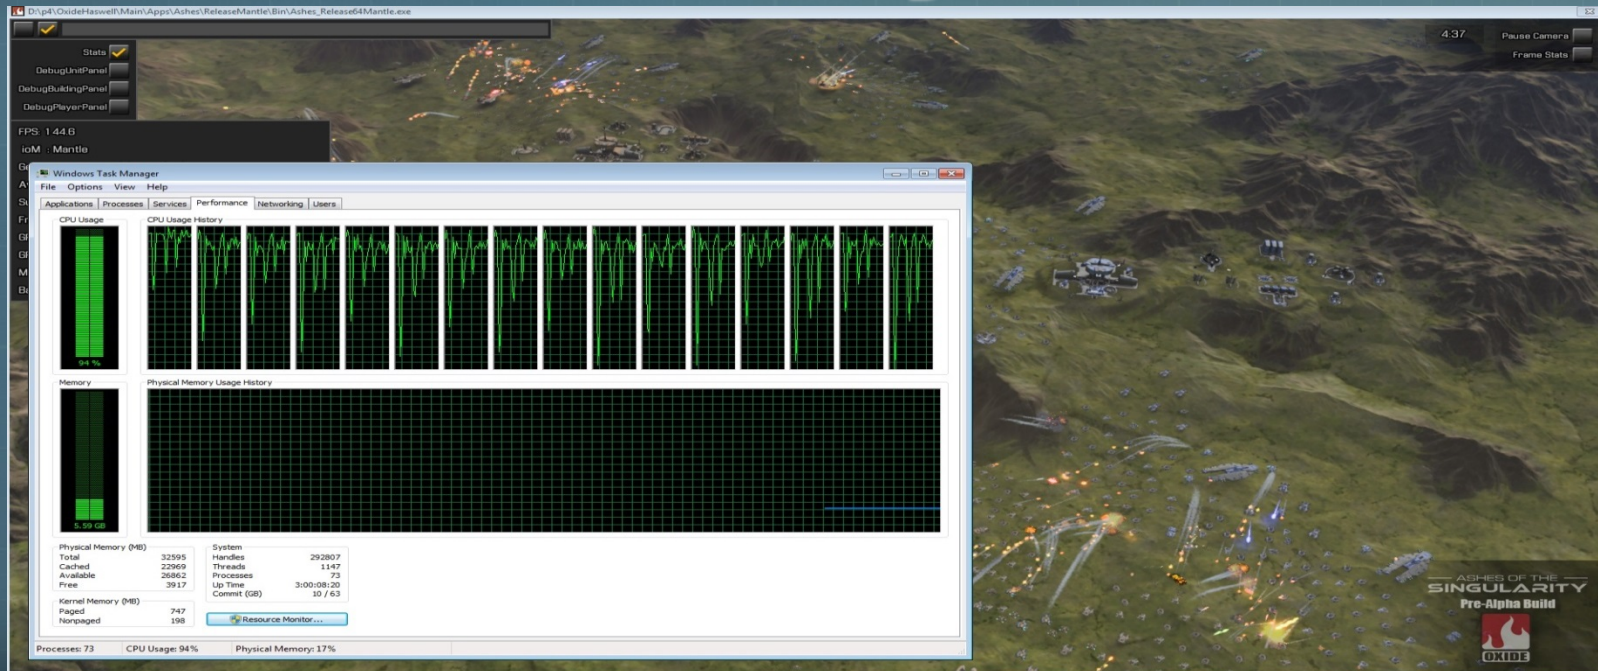 D:\p4\OxideHaswell\Main\Apps\Ashes\ReleaseMantle\Bin\Ashes_Release64Mantle.exe
4:37
Pause Camera
Frame Stats
Stats
DebugUnitPanel
DebugBuildingPanel
DebugPlayerPanel
FPS: 144.6
ioM : Mantle
Windows Task Manager
File Options View Help
Applications Processes Services Performance Networking Users
CPU Usage
CPU Usage History
94 %
Memory
Physical Memory Usage History
5.59 GB
Physical Memory (MB)
Total 32595
Cached 22969
Available 26862
Free 3917
Kernel Memory (MB)
Paged 747
Nonpaged 198
System
Handles 292807
Threads 1147
Processes 73
Up Time 3:00:08:20
Commit (GB) 10 / 63
Resource Monitor...
Processes: 73 CPU Usage: 94% Physical Memory: 17%
ASHES OF THE
SINGULARITY
Pre-Alpha Build
OXIDE